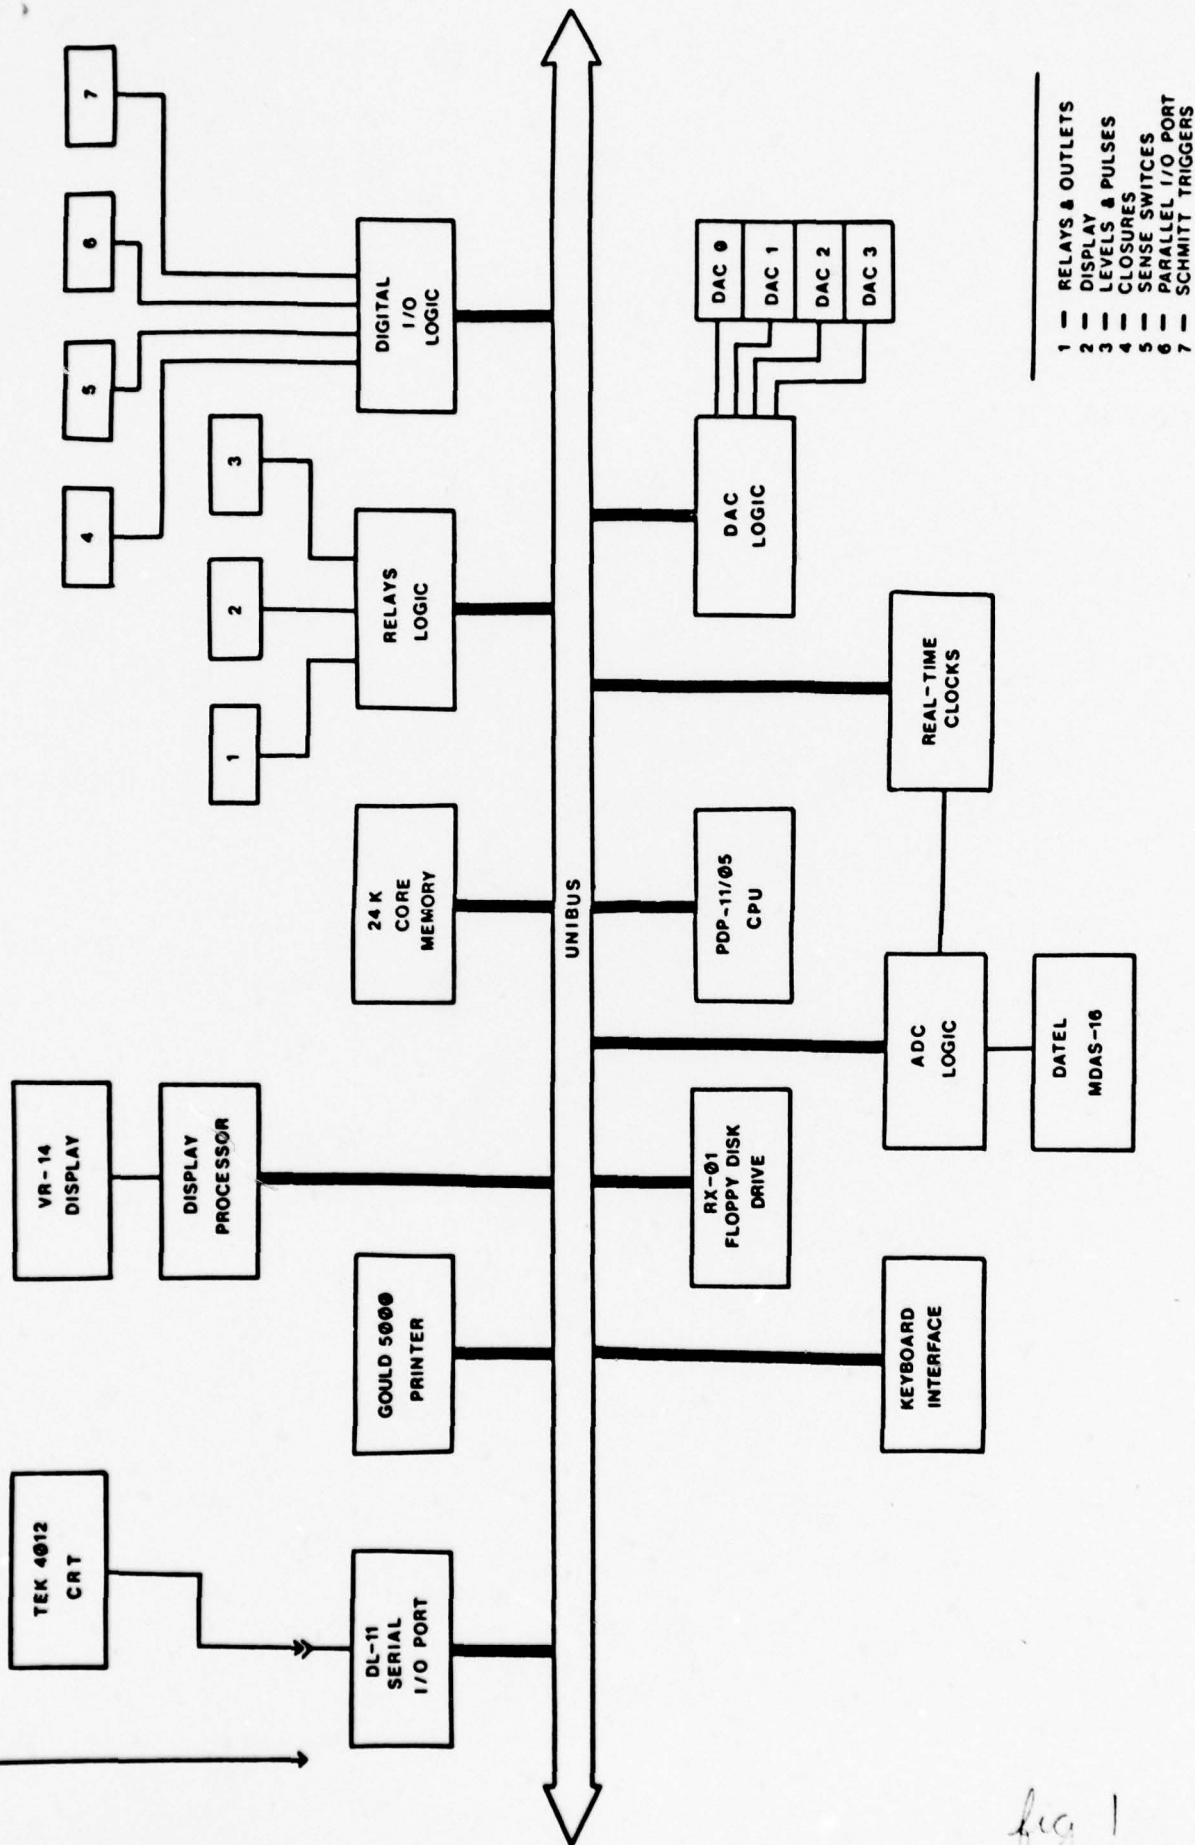 TEK 4012
CRT
VR-14
DISPLAY
7
6
5
4
DISPLAY
PROCESSOR
3
2
1
DL-11
SERIAL
I/O PORT
GOULD 5000
PRINTER
24K
CORE
MEMORY
RELAYS
LOGIC
DIGITAL
I/O
LOGIC
UNIBUS
RX-01
FLOPPY DISK
DRIVE
PDP-11/05
CPU
DAC
LOGIC
DAC 0
DAC 1
DAC 2
DAC 3
KEYBOARD
INTERFACE
ADC
LOGIC
REAL-TIME
CLOCKS
DATEL
MDAS-16
1 — RELAYS & OUTLETS
2 — DISPLAY
3 — LEVELS & PULSES
4 — CLOSURES
5 — SENSE SWITCES
6 — PARALLEL I/O PORT
7 — SCHMITT TRIGGERS
fig 1